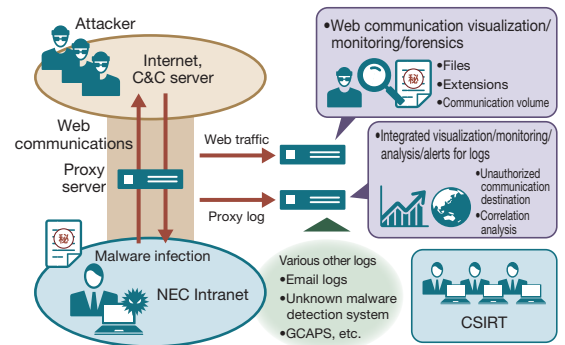 Attacker
Internet,
C&C server
Web
communications
Proxy
server
Web traffic
Proxy log
•Web communication visualization/
monitoring/forensics
•Files
•Extensions
•Communication volume
秘
•Integrated visualization/monitoring/
analysis/alerts for logs
•Unauthorized
communication
destination
•Correlation
analysis
秘
Malware infection
NEC Intranet
Various other logs
•Email logs
•Unknown malware
detection system
•GCAPS, etc.
CSIRT